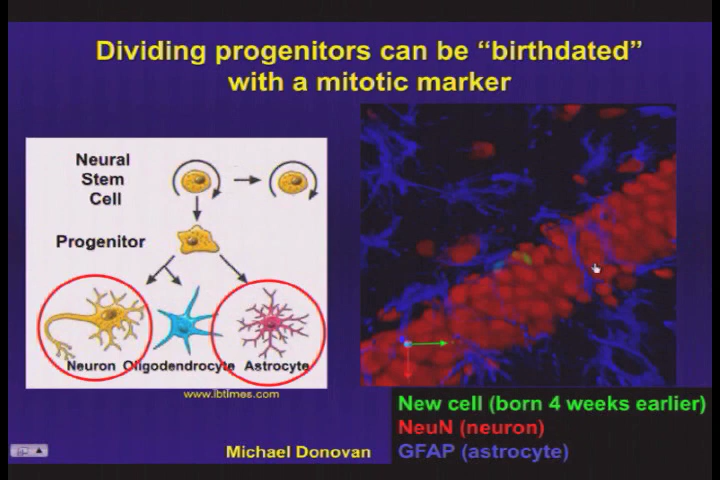 Dividing progenitors can be “birthdated”
with a mitotic marker
Neural
Stem
Cell
Progenitor
Neuron Oligodendrocyte Astrocyte
www.ibtimes.com
Michael Donovan
New cell (born 4 weeks earlier)
NeuN (neuron)
GFAP (astrocyte)